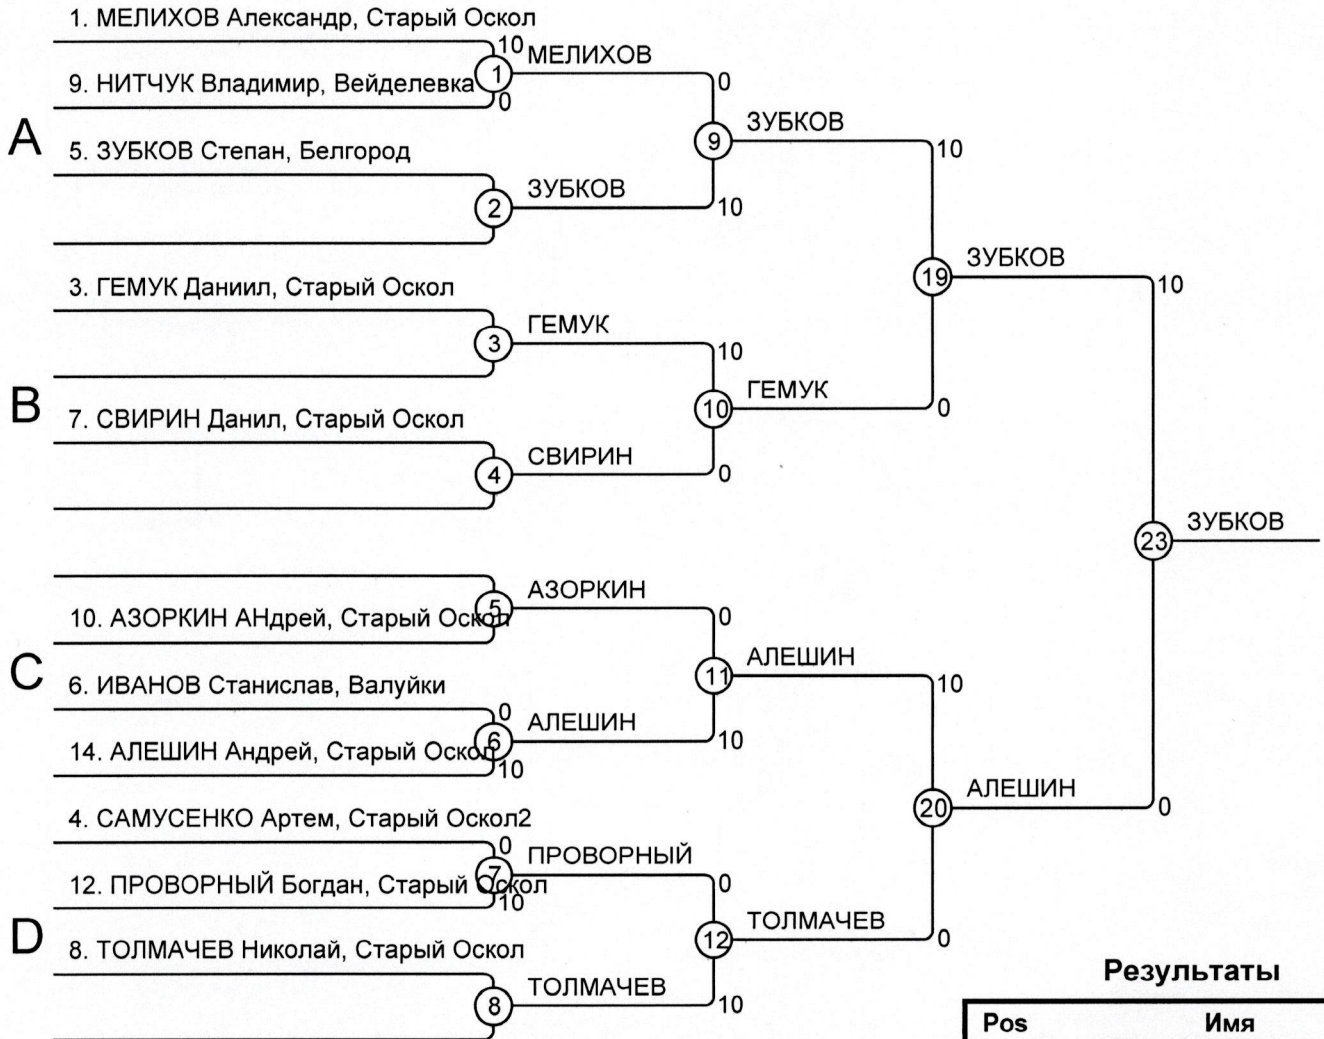 1. МЕЛИХОВ Александр, Старый Оскол
10
МЕЛИХОВ
1
9. НИТЧУК Владимир, Вейделевка
0
0
A
5. ЗУБКОВ Степан, Белгород
9
ЗУБКОВ
10
2
ЗУБКОВ
10
3. ГЕМУК Даниил, Старый Оскол
19
ЗУБКОВ
10
3
ГЕМУК
10
B
7. СВИРИН Данил, Старый Оскол
10
ГЕМУК
0
4
СВИРИН
0
23
ЗУБКОВ
5
АЗОРКИН
0
10. АЗОРКИН АНдрей, Старый Оскол
C
6. ИВАНОВ Станислав, Валуйки
0
11
АЛЕШИН
10
6
АЛЕШИН
10
14. АЛЕШИН Андрей, Старый Оскол
10
4. САМУСЕНКО Артем, Старый Оскол2
0
20
АЛЕШИН
0
7
ПРОВОРНЫЙ
0
12. ПРОВОРНЫЙ Богдан, Старый Оскол
10
D
8. ТОЛМАЧЕВ Николай, Старый Оскол
12
ТОЛМАЧЕВ
0
8
ТОЛМАЧЕВ
10
Результаты
Pos Имя